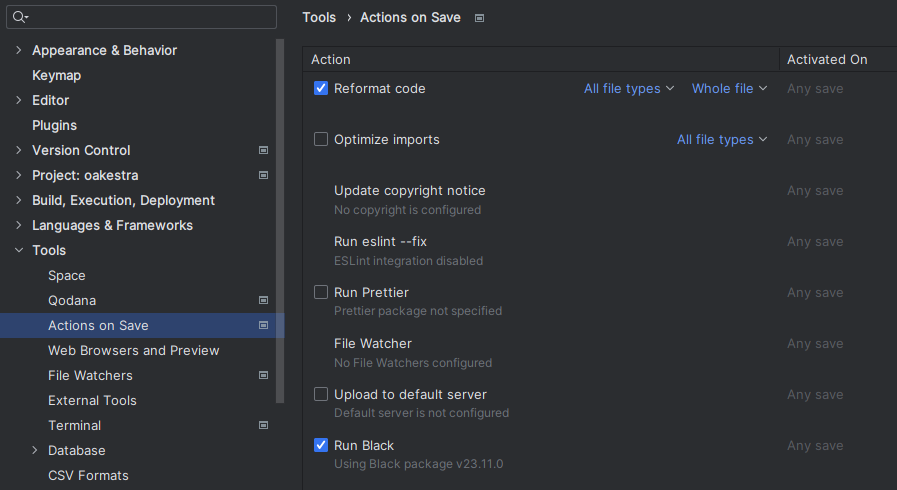 Appearance & Behavior
Keymap
Editor
Plugins
Version Control
Project: oakestra
Build, Execution, Deployment
Languages & Frameworks
Tools
Space
Qodana
Actions on Save
Web Browsers and Preview
File Watchers
External Tools
Terminal
Database
CSV Formats
Tools › Actions on Save
Action Activated On
Reformat code All file types Whole file Any save
Optimize imports All file types Any save
Update copyright notice Any save
No copyright is configured
Run eslint --fix Any save
ESLint integration disabled
Run Prettier Any save
Prettier package not specified
File Watcher Any save
No File Watchers configured
Upload to default server Any save
Default server is not configured
Run Black Any save
Using Black package v23.11.0